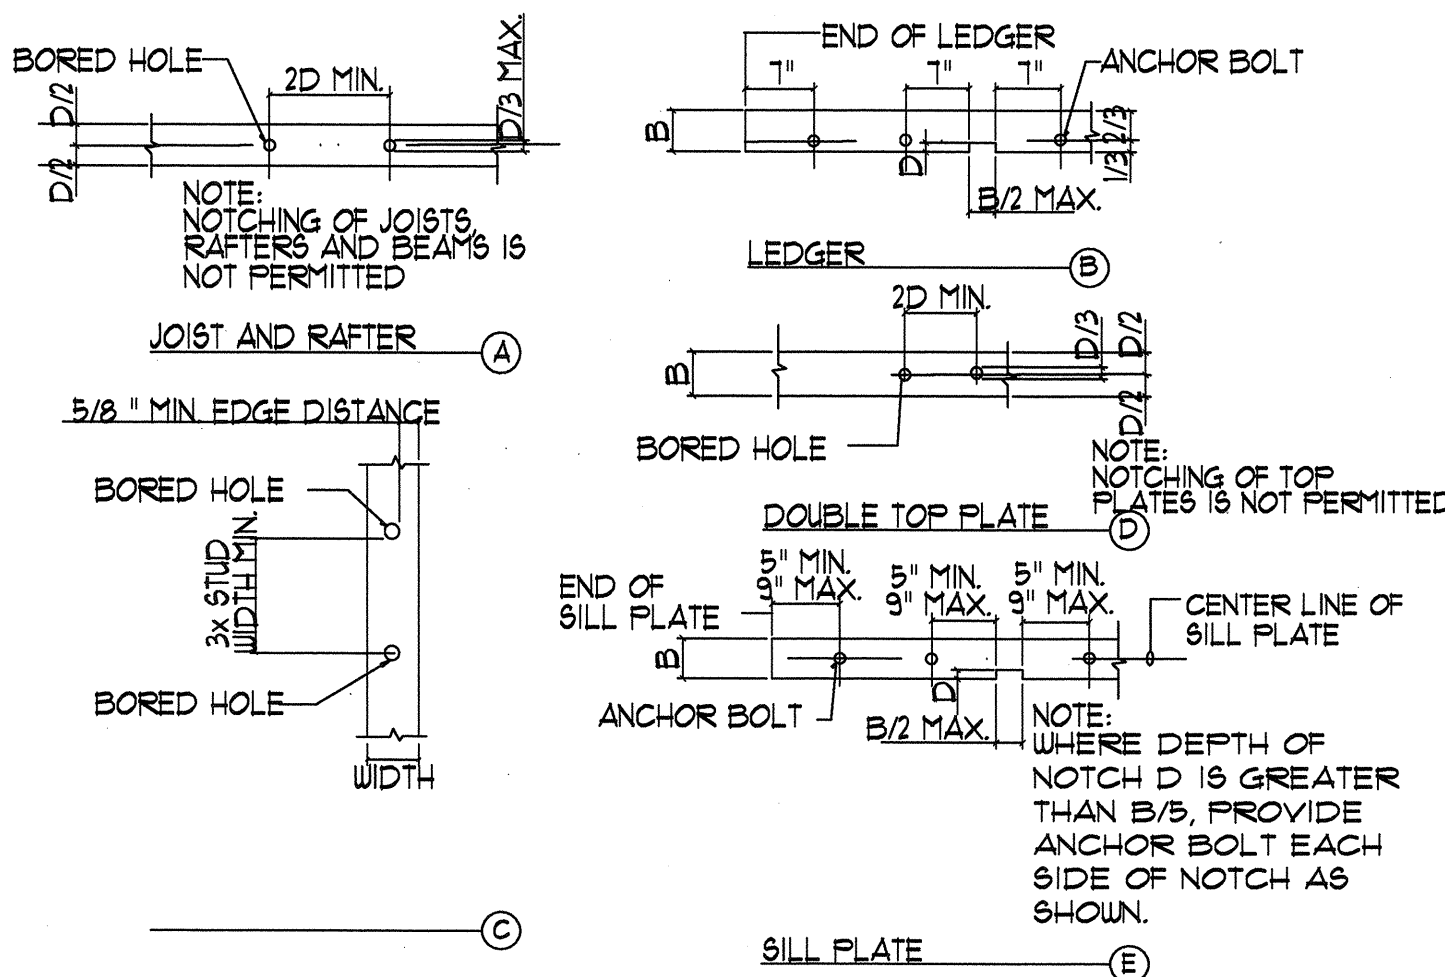 BORED HOLE
2D MIN.
D/3 MAX.
D/2
D/2
NOTE:
NOTCHING OF JOISTS,
RAFTERS AND BEAMS IS
NOT PERMITTED
JOIST AND RAFTER
A
END OF LEDGER
7"
7"
7"
ANCHOR BOLT
B
D
2/3
1/3
B/2 MAX.
LEDGER
B
5/8 " MIN. EDGE DISTANCE
BORED HOLE
3x STUD
WIDTH MIN.
BORED HOLE
WIDTH
C
2D MIN.
D/3
D/2
D/2
B
BORED HOLE
NOTE:
NOTCHING OF TOP
PLATES IS NOT PERMITTED
DOUBLE TOP PLATE
D
END OF
SILL PLATE
5" MIN.
9" MAX.
5" MIN.
9" MAX.
5" MIN.
9" MAX.
CENTER LINE OF
SILL PLATE
B
D
ANCHOR BOLT
B/2 MAX.
NOTE:
WHERE DEPTH OF
NOTCH D IS GREATER
THAN B/5, PROVIDE
ANCHOR BOLT EACH
SIDE OF NOTCH AS
SHOWN.
SILL PLATE
E